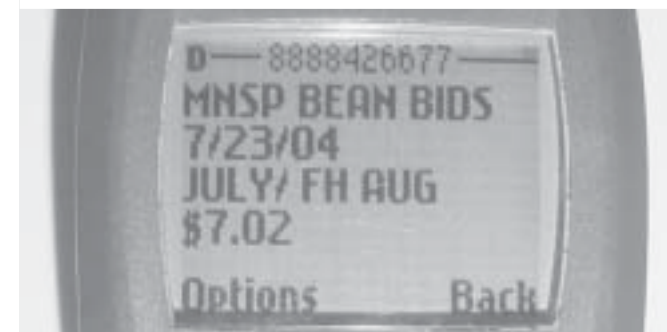 D 8888426677
MNSP BEAN BIDS
7/23/04
JULY/ FH AUG
$7.02
Options Back